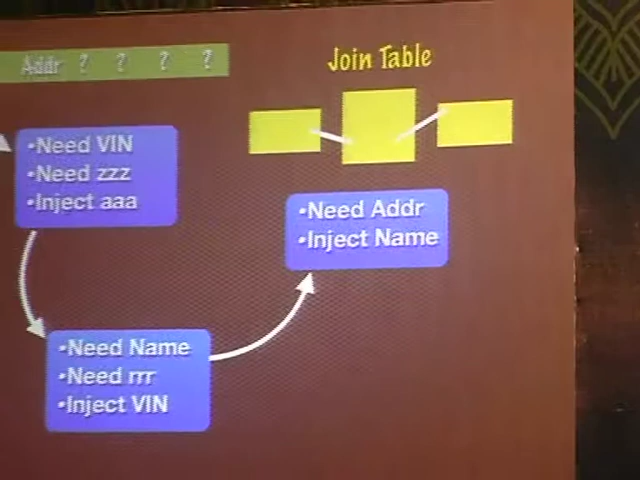 Addr ? ? ? ?
Join Table
•Need VIN
•Need zzz
•Inject aaa
•Need Addr
•Inject Name
•Need Name
•Need rrr
•Inject VIN